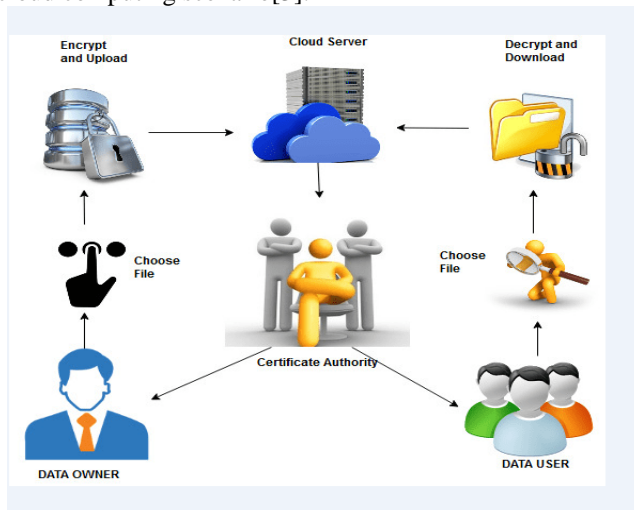 Encrypt
and Upload
Cloud Server
Decrypt and
Download
Choose
File
Choose
File
Certificate Authority
DATA OWNER
DATA USER